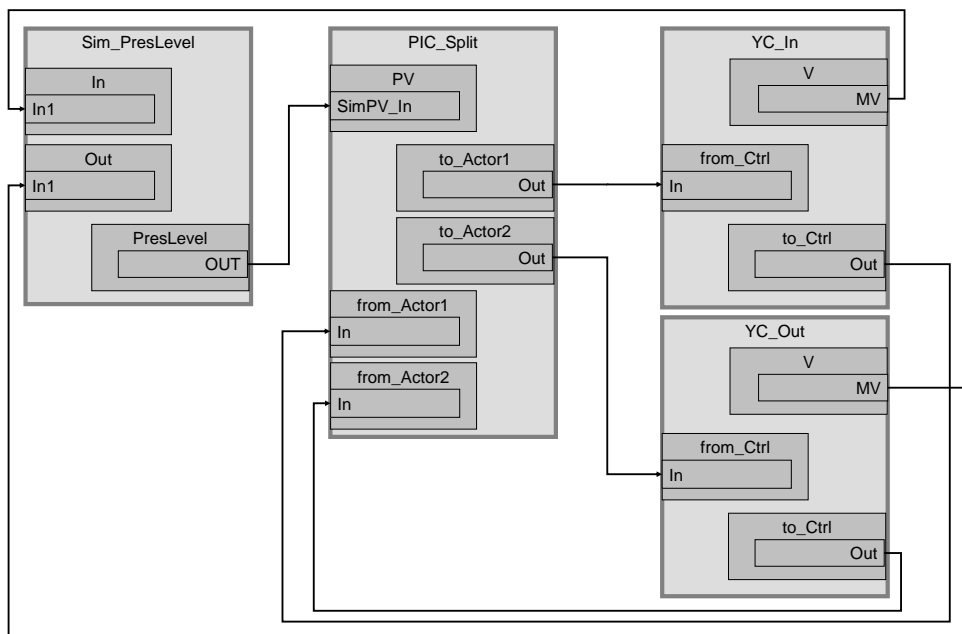 Sim_PresLevel
In
In1
Out
In1
PresLevel
OUT
PIC_Split
PV
SimPV_In
to_Actor1
Out
to_Actor2
Out
from_Actor1
In
from_Actor2
In
YC_In
V
MV
from_Ctrl
In
to_Ctrl
Out
YC_Out
V
MV
from_Ctrl
In
to_Ctrl
Out